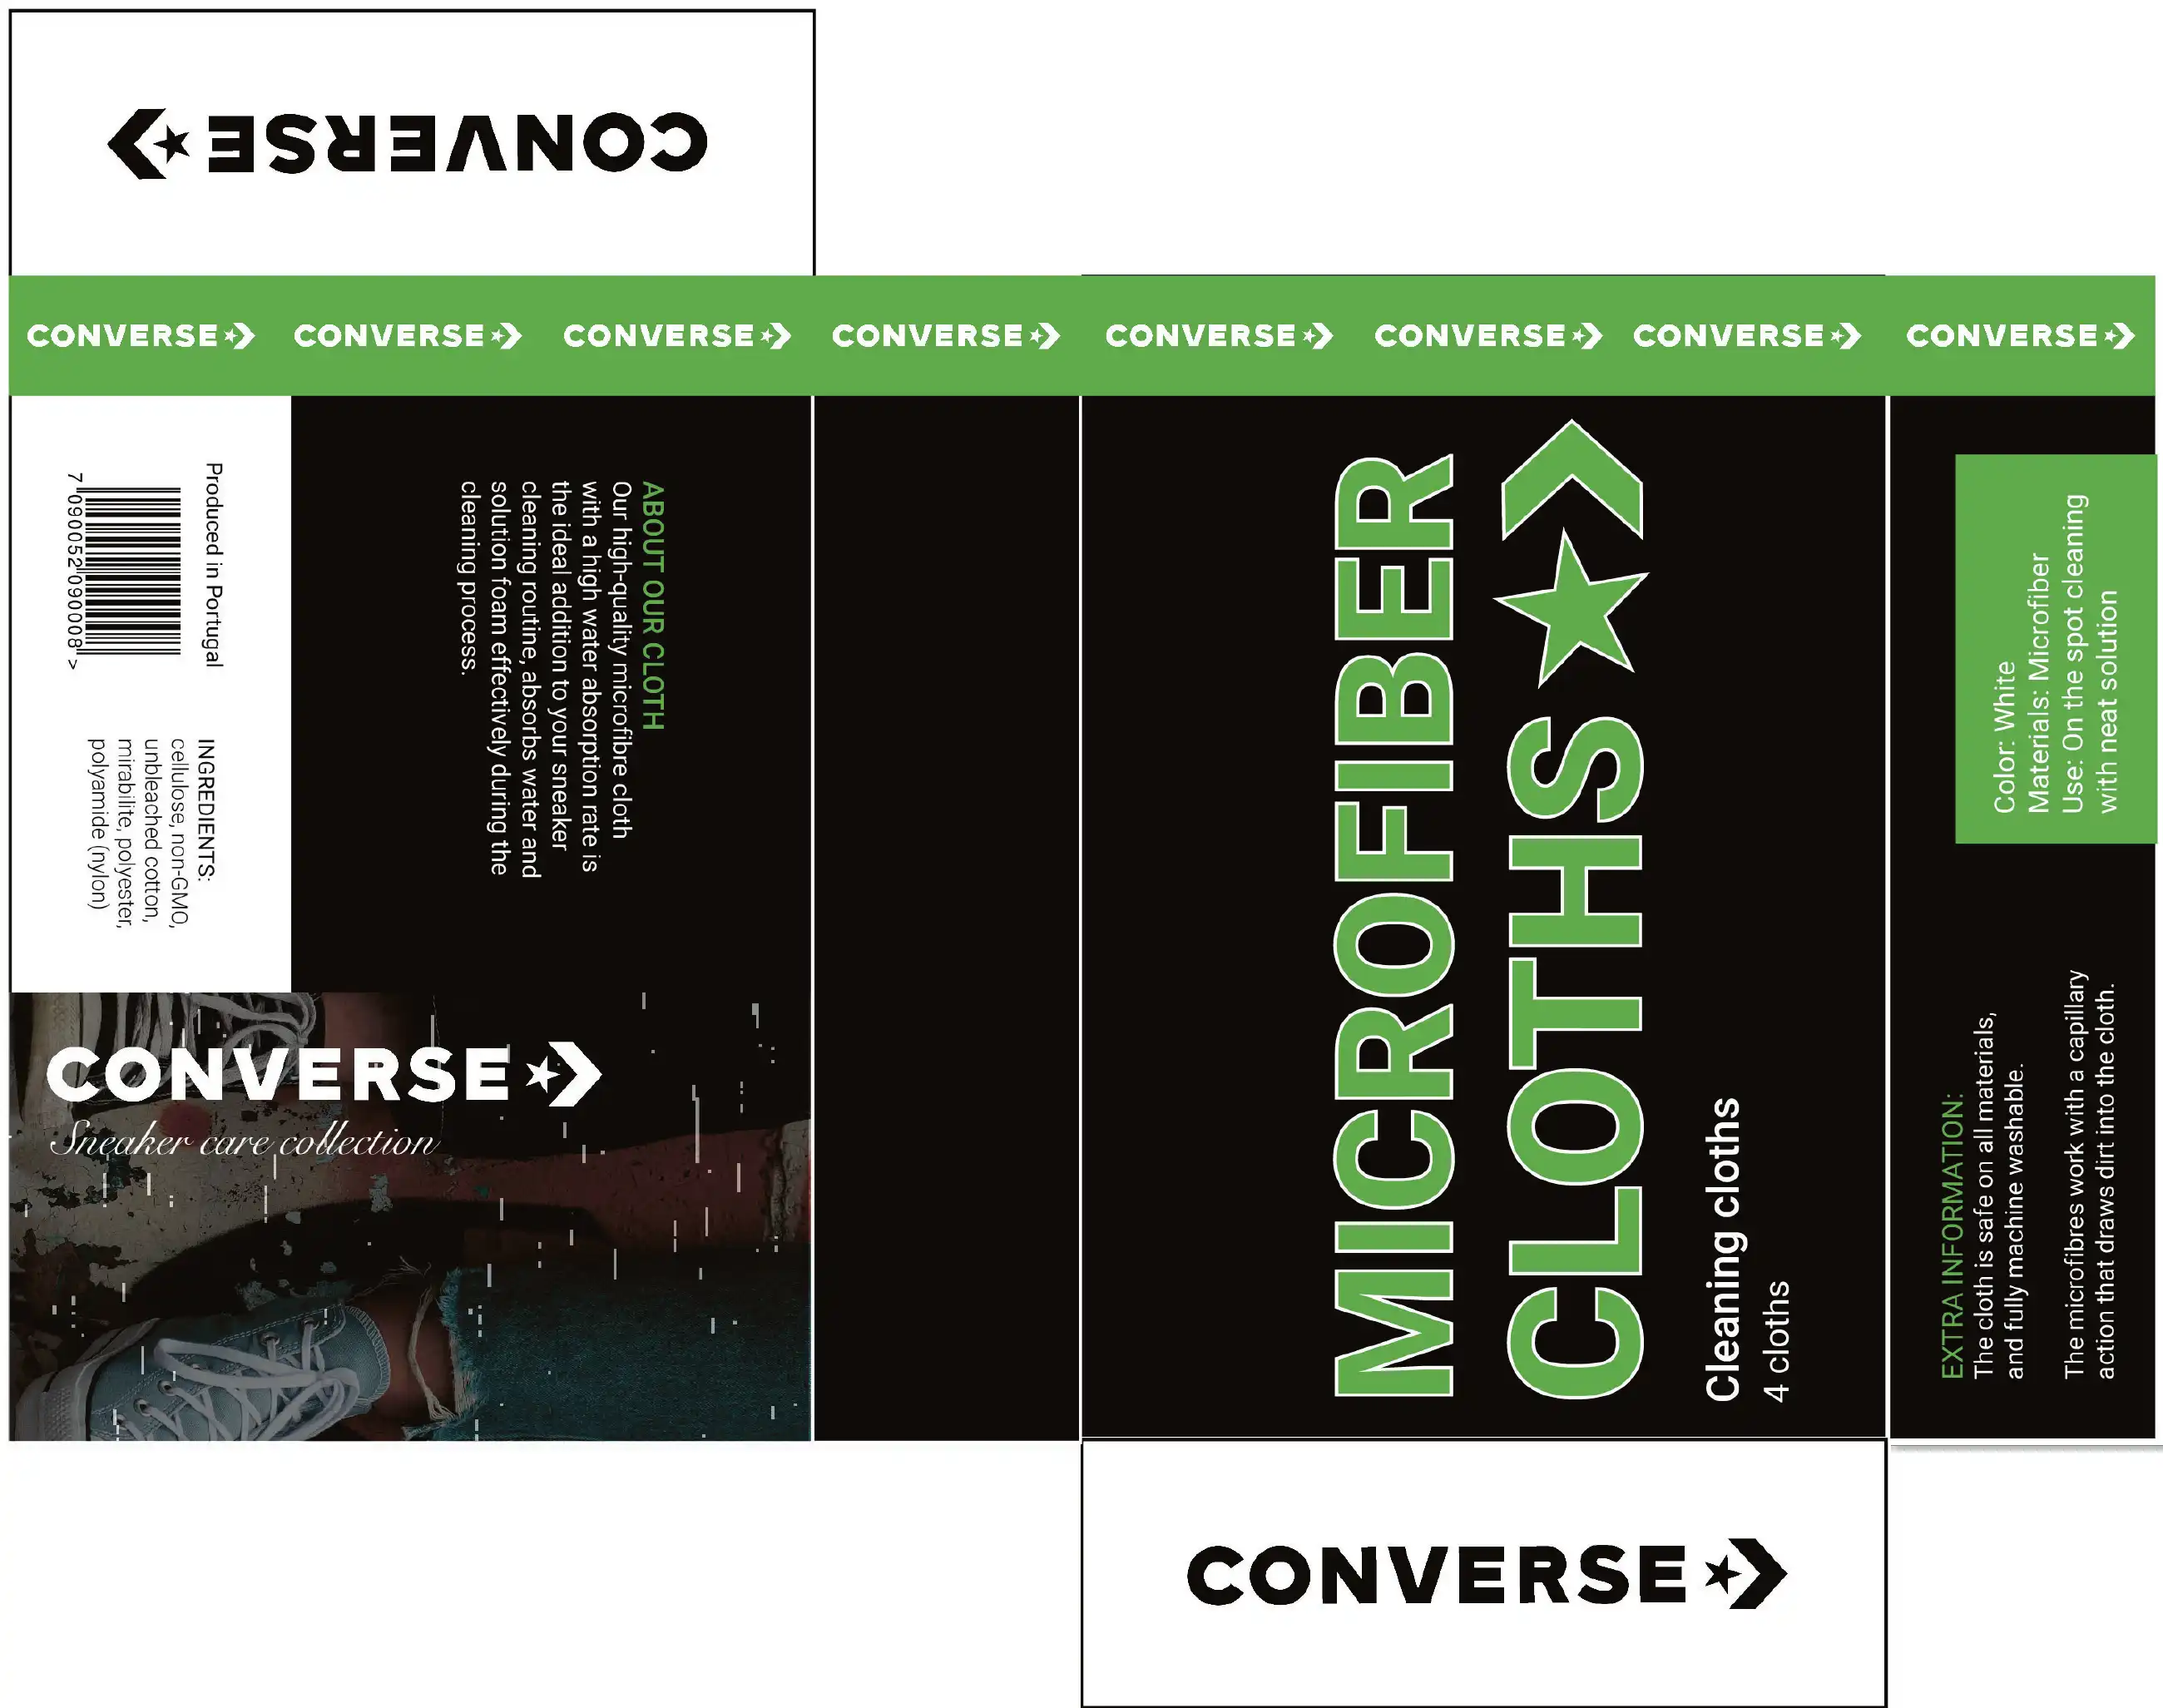 CONVERSE
CONVERSE CONVERSE CONVERSE CONVERSE CONVERSE CONVERSE CONVERSE CONVERSE
Produced in Portugal
7 090052 090008 >
INGREDIENTS:
cellulose, non-GMO,
unbleached cotton,
mirabilite, polyester,
polyamide (nylon)
ABOUT OUR CLOTH
Our high-quality microfibre cloth
with a high water absorption rate is
the ideal addition to your sneaker
cleaning routine, absorbs water and
solution foam effectively during the
cleaning process.
CONVERSE
Sneaker care collection
MICROFIBER
CLOTHS
Cleaning cloths
4 cloths
Color: White
Materials: Microfiber
Use: On the spot cleaning
with neat solution
EXTRA INFORMATION:
The cloth is safe on all materials,
and fully machine washable.
The microfibres work with a capillary
action that draws dirt into the cloth.
CONVERSE